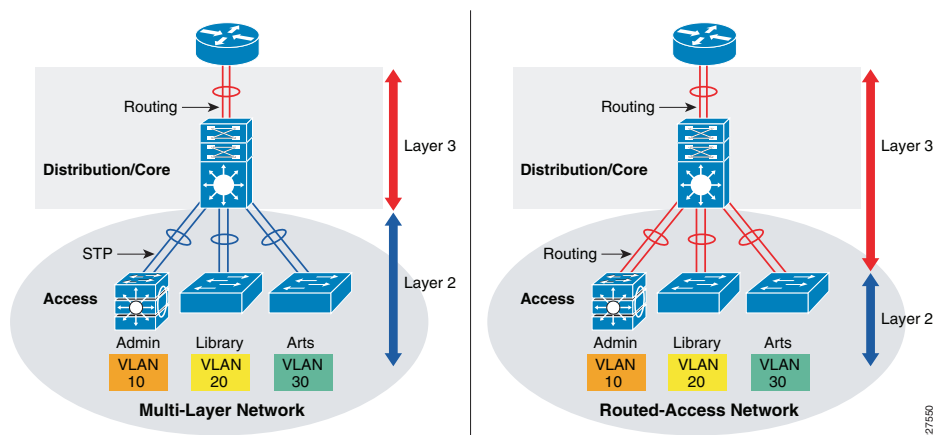 Routing
Distribution/Core
Layer 3
STP
Layer 2
Access
Admin
Library
Arts
VLAN
10
VLAN
20
VLAN
30
Multi-Layer Network
Routing
Distribution/Core
Layer 3
Routing
Access
Layer 2
Admin
Library
Arts
VLAN
10
VLAN
20
VLAN
30
Routed-Access Network
27550